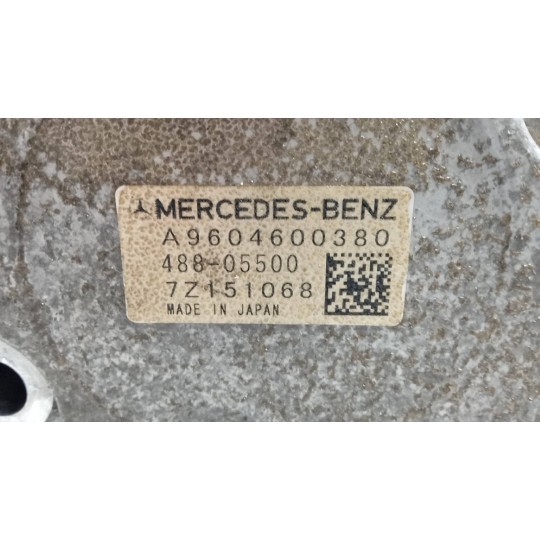 MERCEDES-BENZ
A9604600380
488-05500
7Z151068
MADE IN JAPAN